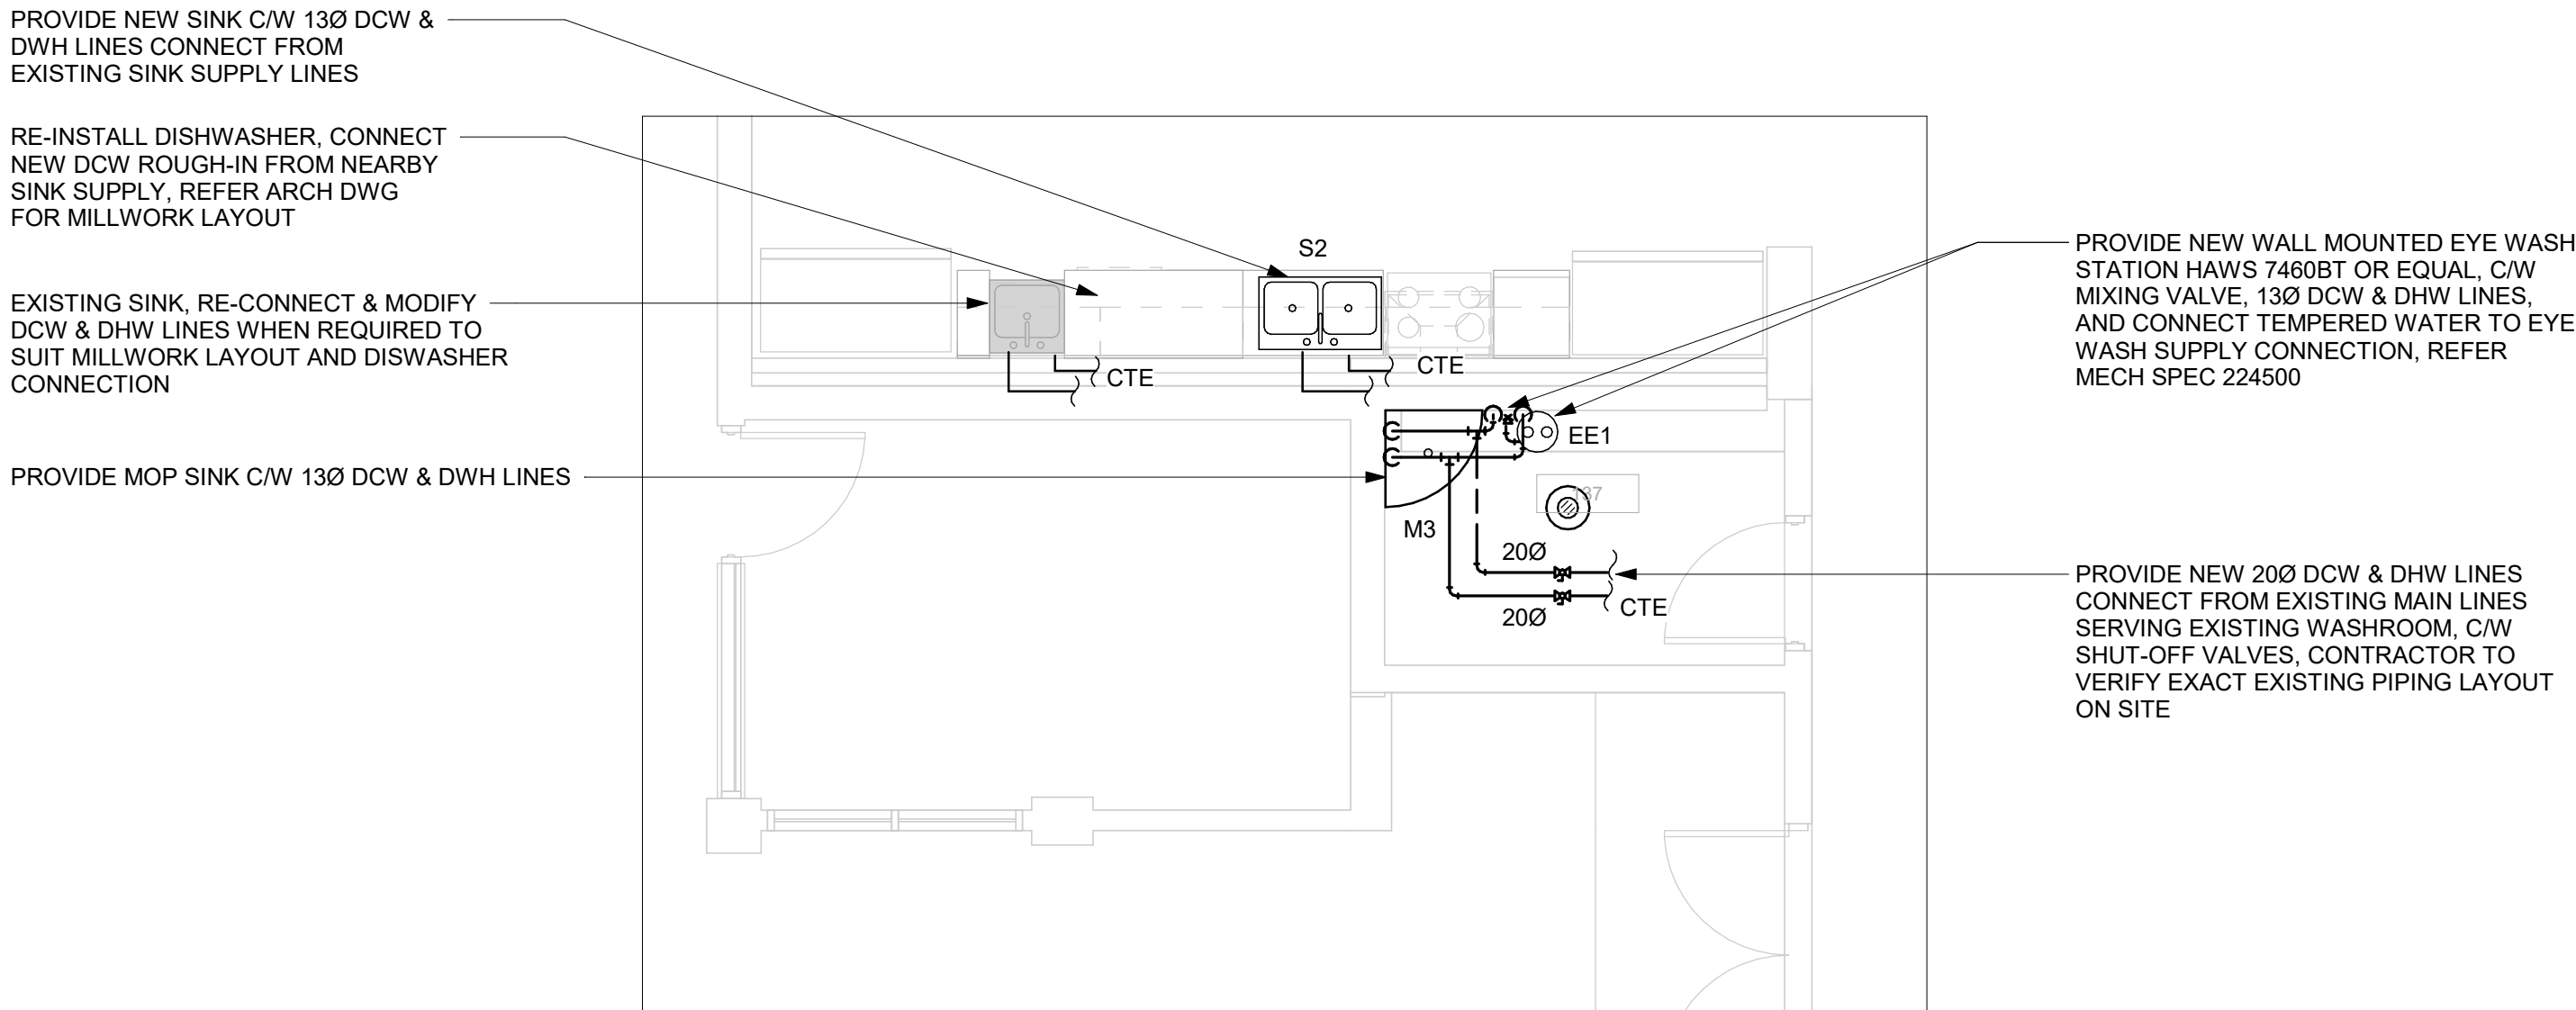 PROVIDE NEW SINK C/W 13Ø DCW &
DWH LINES CONNECT FROM
EXISTING SINK SUPPLY LINES
RE-INSTALL DISHWASHER, CONNECT
NEW DCW ROUGH-IN FROM NEARBY
SINK SUPPLY, REFER ARCH DWG
FOR MILLWORK LAYOUT
EXISTING SINK, RE-CONNECT & MODIFY
DCW & DHW LINES WHEN REQUIRED TO
SUIT MILLWORK LAYOUT AND DISWASHER
CONNECTION
PROVIDE MOP SINK C/W 13Ø DCW & DWH LINES
S2
CTE
CTE
EE1
137
M3
20Ø
20Ø
CTE
PROVIDE NEW WALL MOUNTED EYE WASH
STATION HAWS 7460BT OR EQUAL, C/W
MIXING VALVE, 13Ø DCW & DHW LINES,
AND CONNECT TEMPERED WATER TO EYE
WASH SUPPLY CONNECTION, REFER
MECH SPEC 224500
PROVIDE NEW 20Ø DCW & DHW LINES
CONNECT FROM EXISTING MAIN LINES
SERVING EXISTING WASHROOM, C/W
SHUT-OFF VALVES, CONTRACTOR TO
VERIFY EXACT EXISTING PIPING LAYOUT
ON SITE